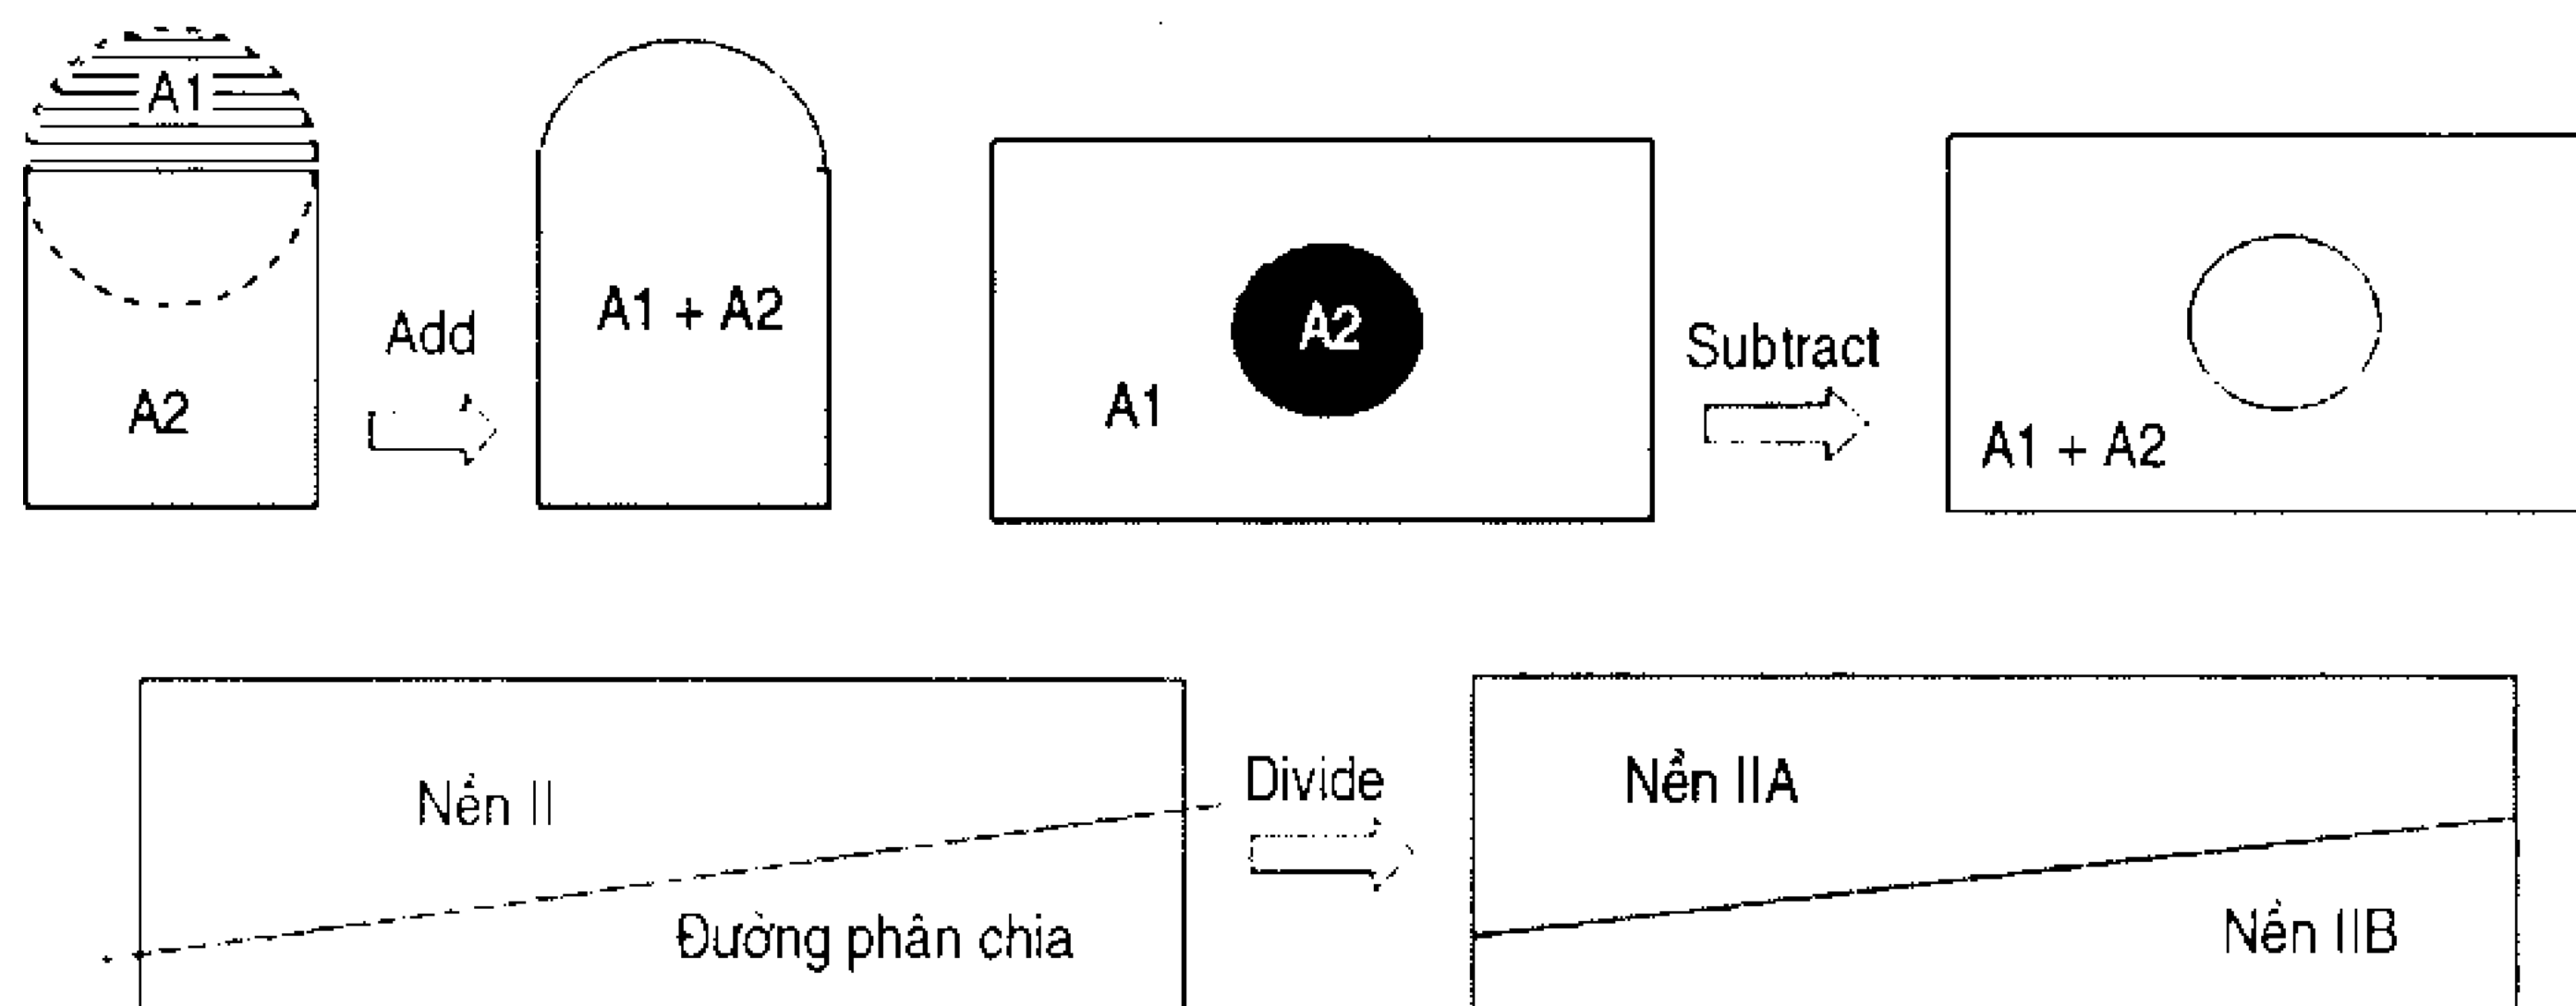 A1
A2
Add
A1 + A2
A1
A2
Subtract
A1 + A2
Nền II
Đường phân chia
Divide
Nền IIA
Nền IIB